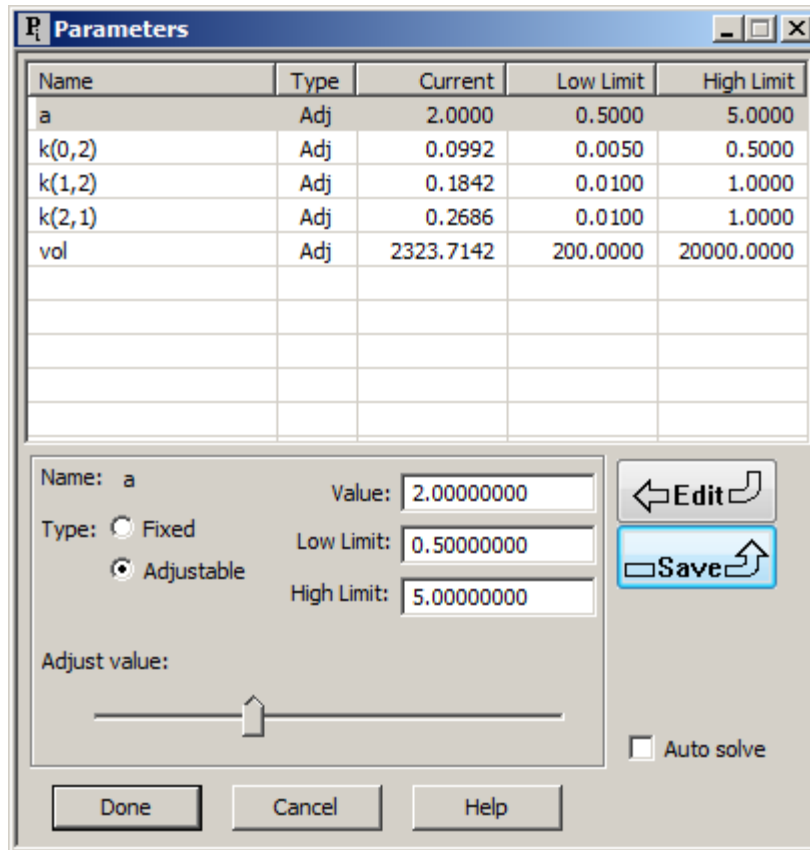 Parameters
Name Type Current Low Limit High Limit
a Adj 2.0000 0.5000 5.0000
k(0,2) Adj 0.0992 0.0050 0.5000
k(1,2) Adj 0.1842 0.0100 1.0000
k(2,1) Adj 0.2686 0.0100 1.0000
vol Adj 2323.7142 200.0000 20000.0000
Name: a
Value: 2.00000000
Edit
Type: Fixed
Low Limit: 0.50000000
Save
Adjustable
High Limit: 5.00000000
Adjust value:
Auto solve
Done Cancel Help